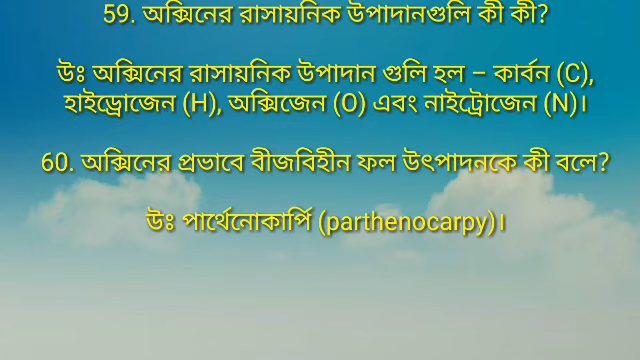 59. অক্সিনের রাসায়নিক উপাদানগুলি কী কী?
উঃ অক্সিনের রাসায়নিক উপাদান গুলি হল – কার্বন (C),
হাইড্রোজেন (H), অক্সিজেন (O) এবং নাইট্রোজেন (N)।
60. অক্সিনের প্রভাবে বীজবিহীন ফল উৎপাদনকে কী বলে?
উঃ পার্থেনোকার্পি (parthenocarpy)।